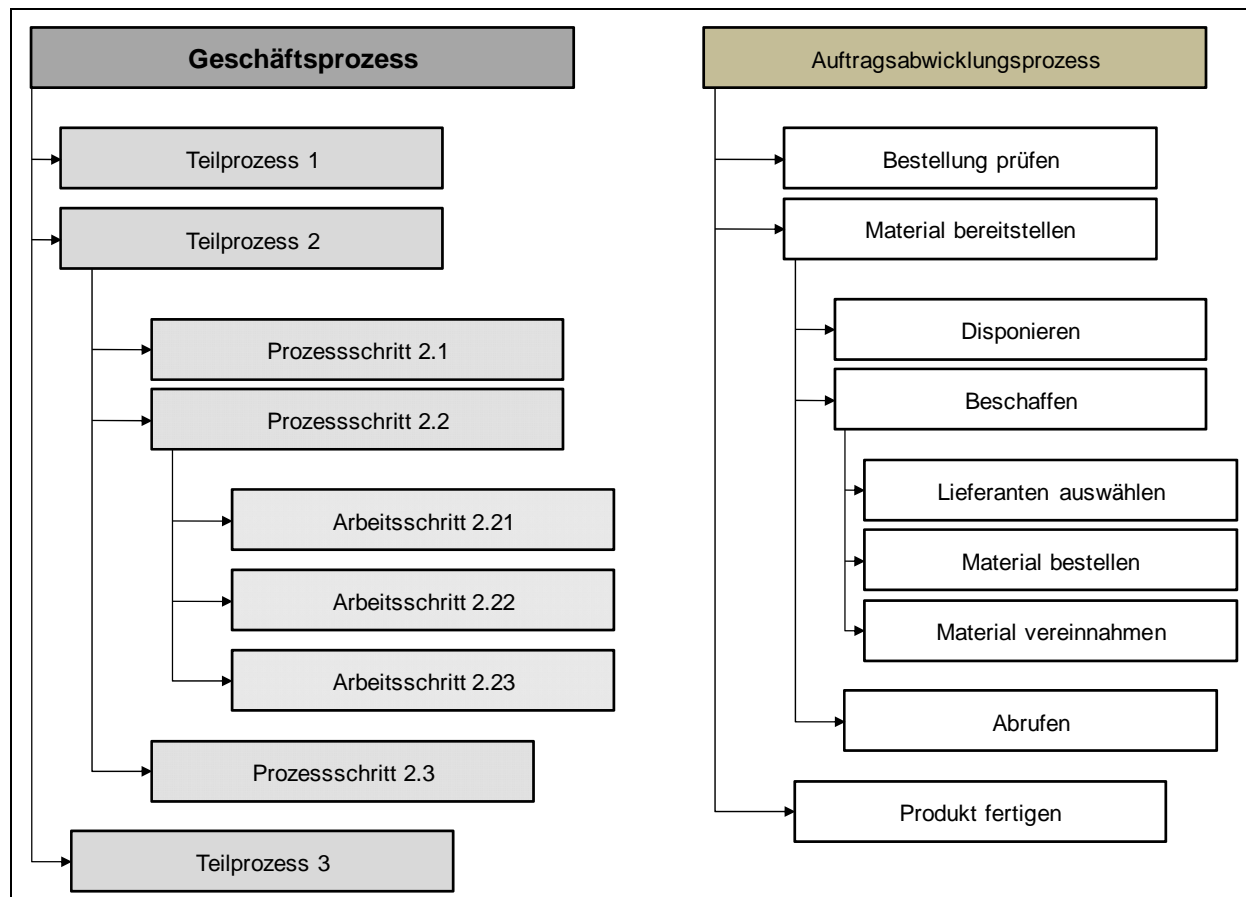 Geschäftsprozess
Teilprozess 1
Teilprozess 2
Prozessschritt 2.1
Prozessschritt 2.2
Arbeitsschritt 2.21
Arbeitsschritt 2.22
Arbeitsschritt 2.23
Prozessschritt 2.3
Teilprozess 3
Auftragsabwicklungsprozess
Bestellung prüfen
Material bereitstellen
Disponieren
Beschaffen
Lieferanten auswählen
Material bestellen
Material vereinnahmen
Abrufen
Produkt fertigen